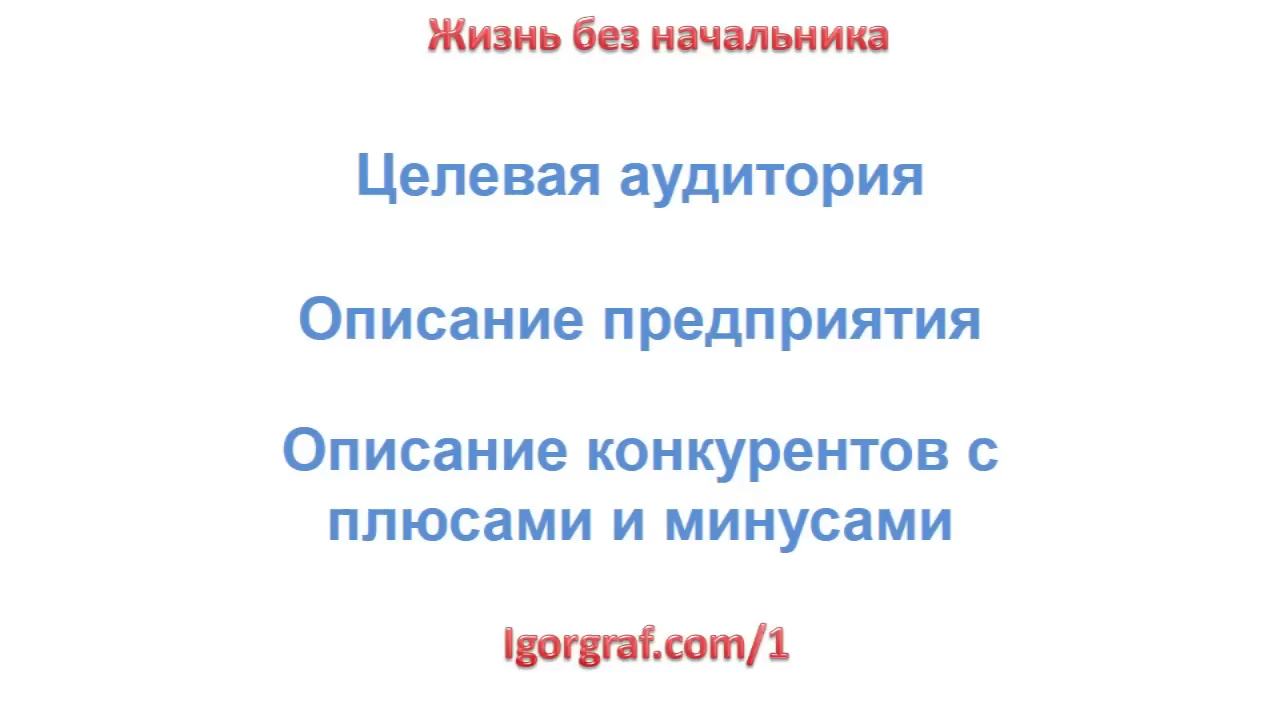 Жизнь без начальника
Целевая аудитория
Описание предприятия
Описание конкурентов с
плюсами и минусами
Igorgraf.com/1